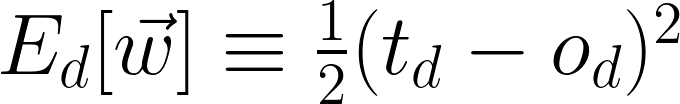 $E_d[\vec{w}] \equiv \frac{1}{2}(t_d - o_d)^2$